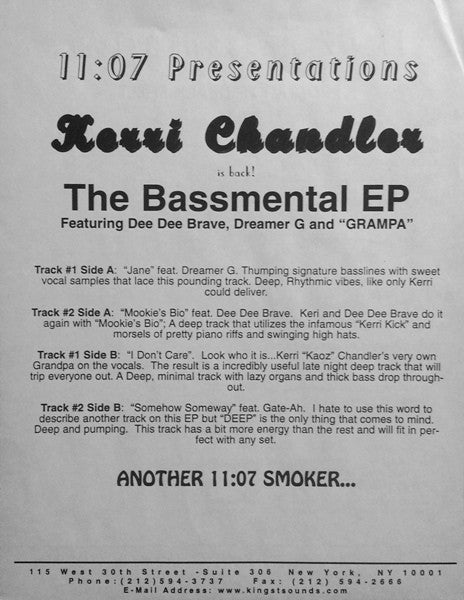 11:07 Presentations
Kerri Chandler
is back!
The Bassmental EP
Featuring Dee Dee Brave, Dreamer G and “GRAMPA”
Track #1 Side A:  “Jane” feat. Dreamer G. Thumping signature basslines with sweet
vocal samples that lace this pounding track. Deep, Rhythmic vibes, like only Kerri
could deliver.
Track #2 Side A:  “Mookie’s Bio” feat. Dee Dee Brave.  Keri and Dee Dee Brave do it
again with “Mookie’s Bio”; A deep track that utilizes the infamous “Kerri Kick” and
morsels of pretty piano riffs and swinging high hats.
Track #1 Side B:  “I Don’t Care”.  Look who it is...Kerri “Kaoz” Chandler’s very own
Grandpa on the vocals.  The result is a incredibly useful late night deep track that will
trip everyone out. A Deep, minimal track with lazy organs and thick bass drop through-
out.
Track #2 Side B:  “Somehow Someway” feat. Gate-Ah.  I hate to use this word to
describe another track on this EP but “DEEP” is the only thing that comes to mind.
Deep and pumping.  This track has a bit more energy than the rest and will fit in per-
fect with any set.
ANOTHER 11:07 SMOKER...
115 West 30th Street -Suite 306  New York, NY 10001
Phone:(212)594-3737  Fax: (212) 594-2666
E-Mail Address: www.kingstsounds.com